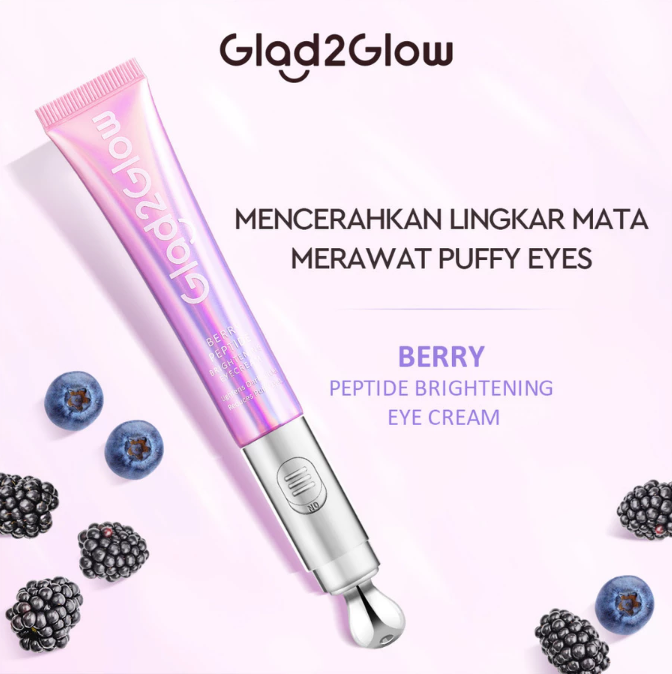 Glad2Glow
MENCERAHKAN LINGKAR MATA
MERAWAT PUFFY EYES
BERRY
PEPTIDE BRIGHTENING
EYE CREAM
Glad2Glow